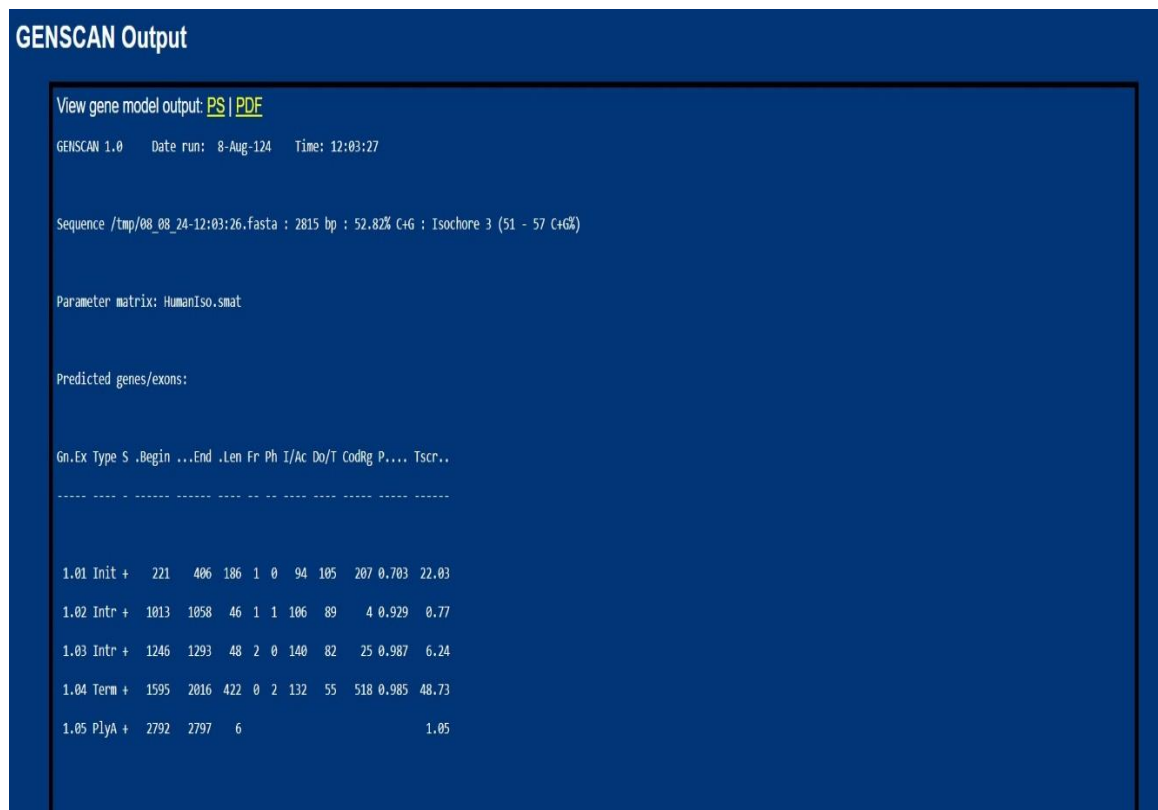 GENSCAN Output
View gene model output: PS | PDF
GENSCAN 1.0 Date run: 8-Aug-124 Time: 12:03:27
Sequence /tmp/08_08_24-12:03:26.fasta : 2815 bp : 52.82% C+G : Isochore 3 (51 - 57 C+G%)
Parameter matrix: HumanIso.smat
Predicted genes/exons:
Gn.Ex Type S .Begin ...End .Len Fr Ph I/Ac Do/T CodRg P.... Tscr..
----- ---- - ------ ------ ---- -- -- ---- ---- ----- ----- ------
1.01 Init + 221 406 186 1 0 94 105 207 0.703 22.03
1.02 Intr + 1013 1058 46 1 1 106 89 4 0.929 0.77
1.03 Intr + 1246 1293 48 2 0 140 82 25 0.987 6.24
1.04 Term + 1595 2016 422 0 2 132 55 518 0.985 48.73
1.05 PlyA + 2792 2797 6 1.05